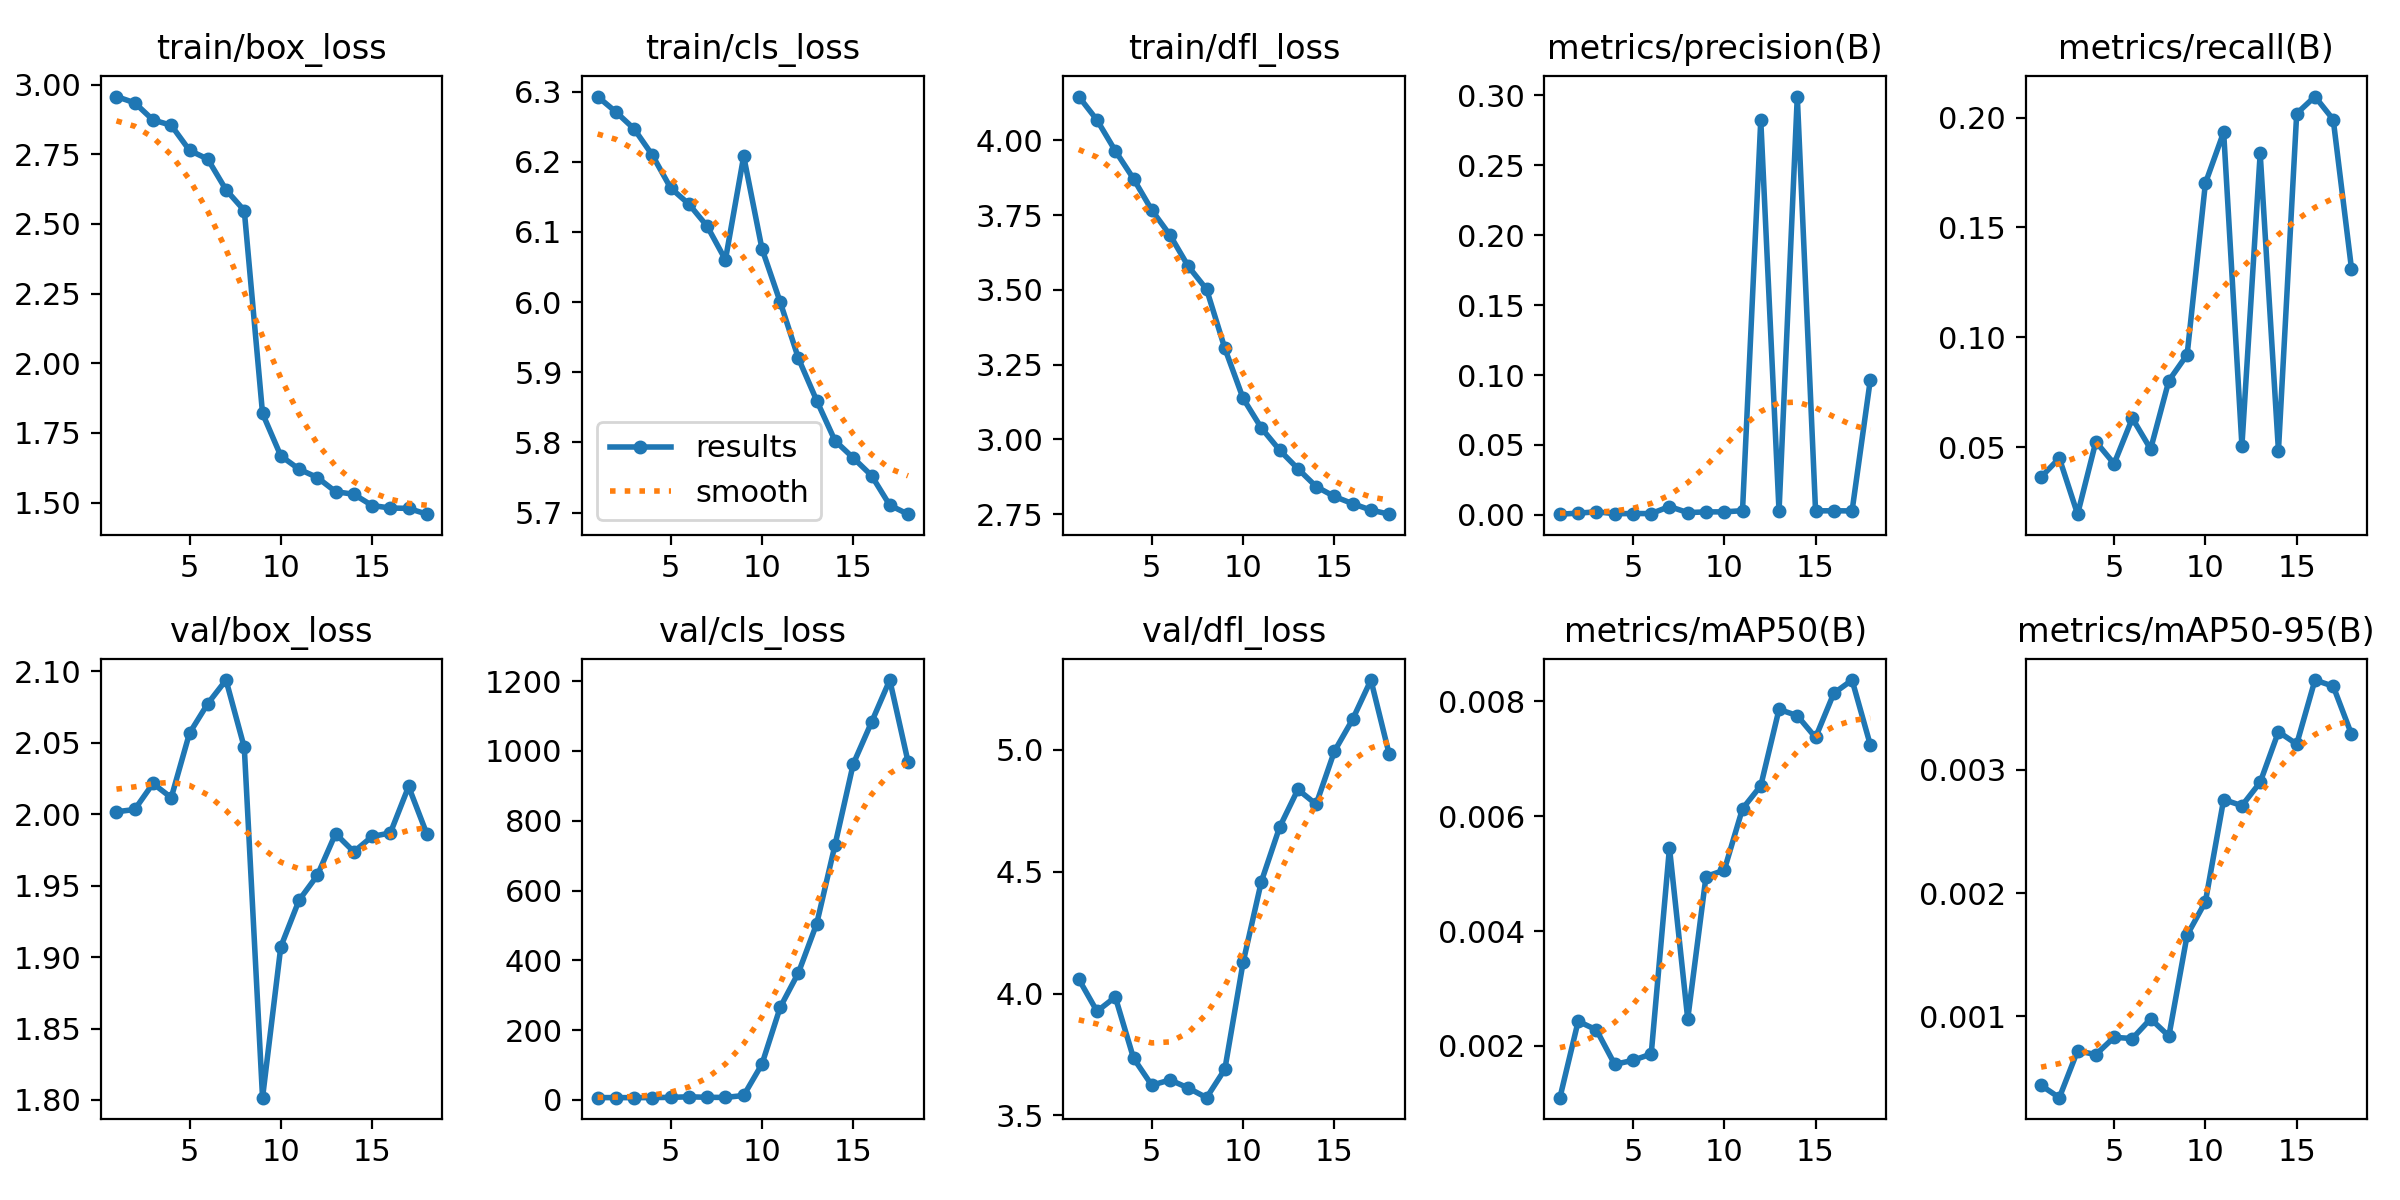 train/box_loss
3.00
2.75
2.50
2.25
2.00
1.75
1.50
5 10 15
train/cls_loss
6.3
6.2
6.1
6.0
5.9
5.8
5.7
results
smooth
5 10 15
train/dfl_loss
4.00
3.75
3.50
3.25
3.00
2.75
5 10 15
metrics/precision(B)
0.30
0.25
0.20
0.15
0.10
0.05
0.00
5 10 15
metrics/recall(B)
0.20
0.15
0.10
0.05
5 10 15
val/box_loss
2.10
2.05
2.00
1.95
1.90
1.85
1.80
5 10 15
val/cls_loss
1200
1000
800
600
400
200
0
5 10 15
val/dfl_loss
5.0
4.5
4.0
3.5
5 10 15
metrics/mAP50(B)
0.008
0.006
0.004
0.002
5 10 15
metrics/mAP50-95(B)
0.003
0.002
0.001
5 10 15